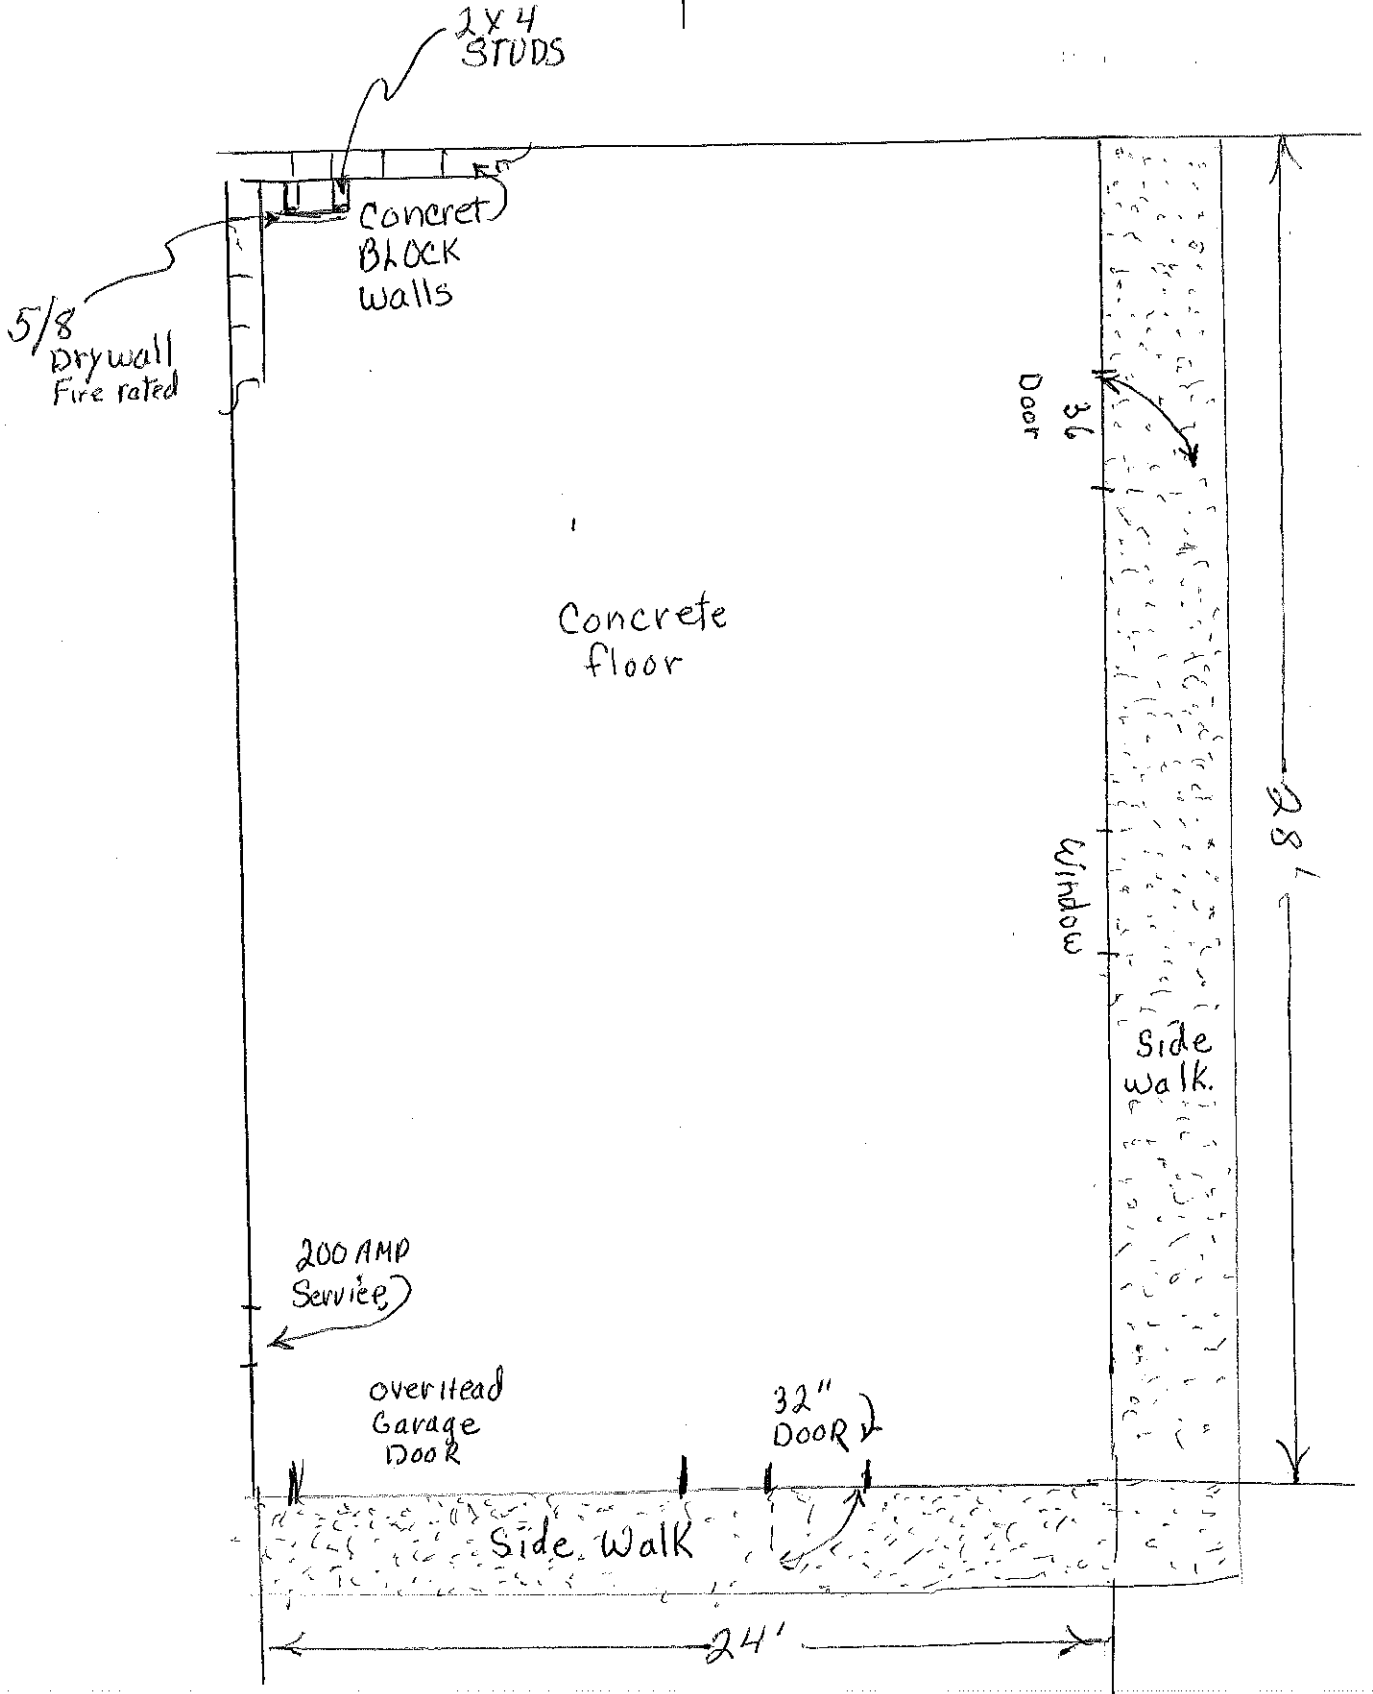 2X4
STUDS
Concret
BLOCK
Walls
5/8
Drywall
Fire rated
36
Door
Concrete
floor
28'
Window
Side
walk.
200 AMP
Service
overHead
Garage
DooR
32"
DooR
Side Walk
24'